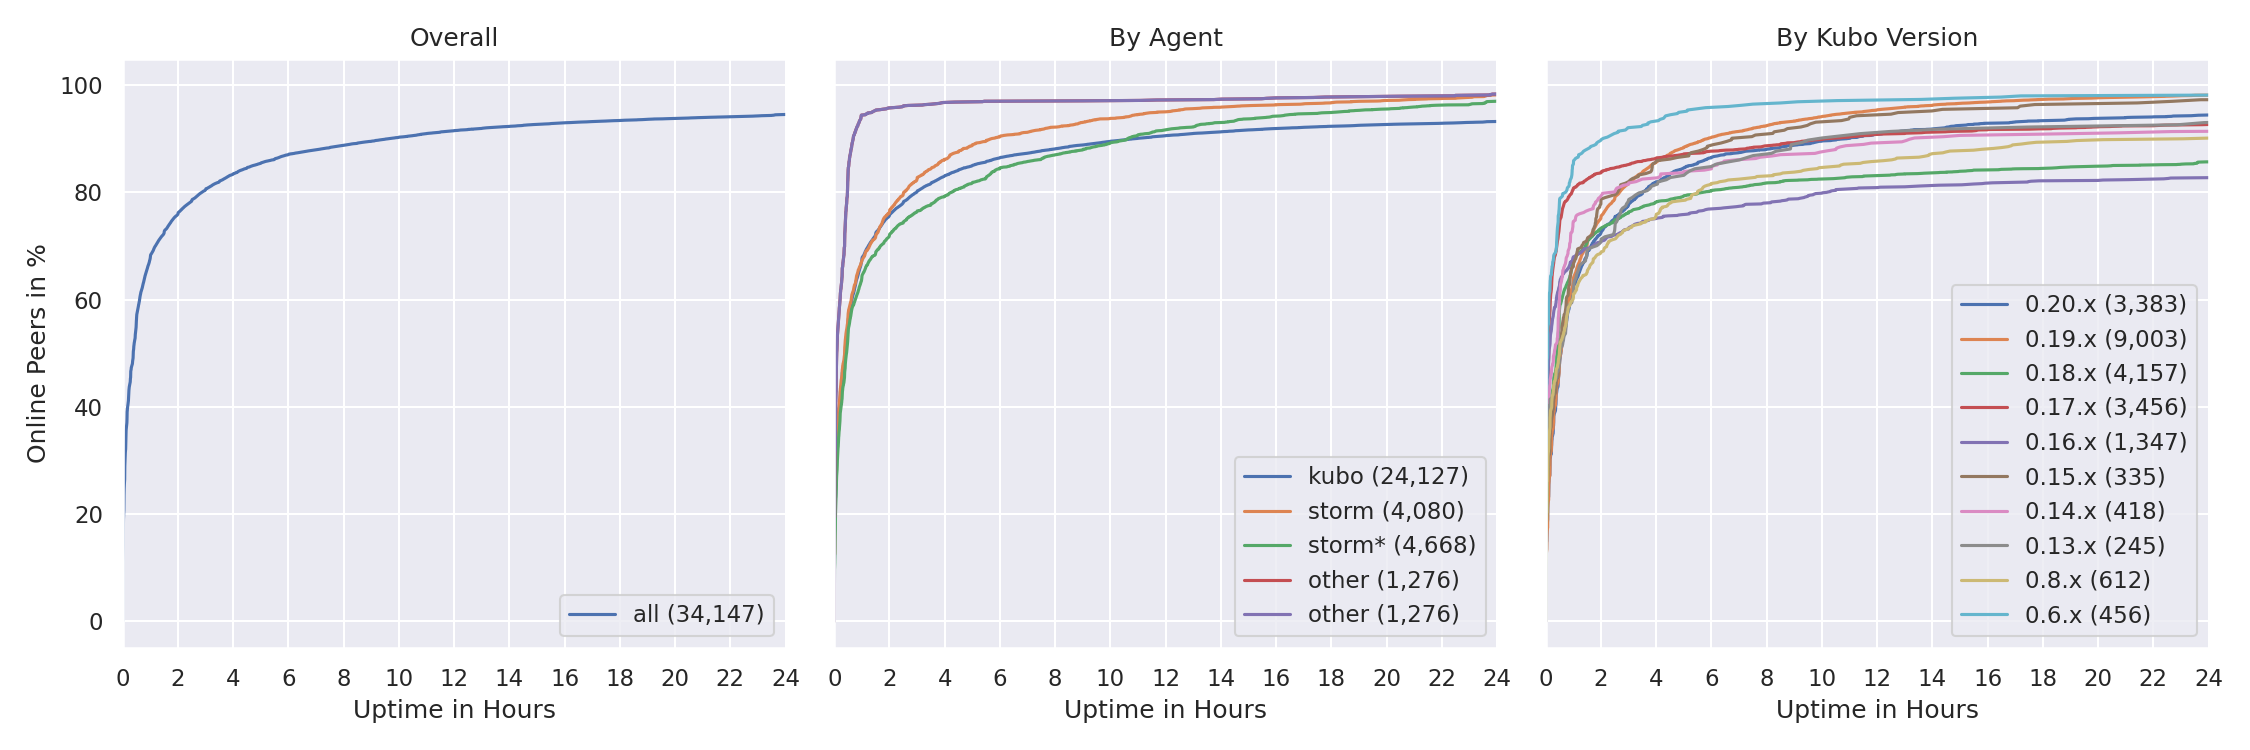 Overall
By Agent
By Kubo Version
Online Peers in %
100
80
60
40
20
0
all (34,147)
0 2 4 6 8 10 12 14 16 18 20 22 24
Uptime in Hours
kubo (24,127)
storm (4,080)
storm* (4,668)
other (1,276)
other (1,276)
0 2 4 6 8 10 12 14 16 18 20 22 24
Uptime in Hours
0.20.x (3,383)
0.19.x (9,003)
0.18.x (4,157)
0.17.x (3,456)
0.16.x (1,347)
0.15.x (335)
0.14.x (418)
0.13.x (245)
0.8.x (612)
0.6.x (456)
0 2 4 6 8 10 12 14 16 18 20 22 24
Uptime in Hours